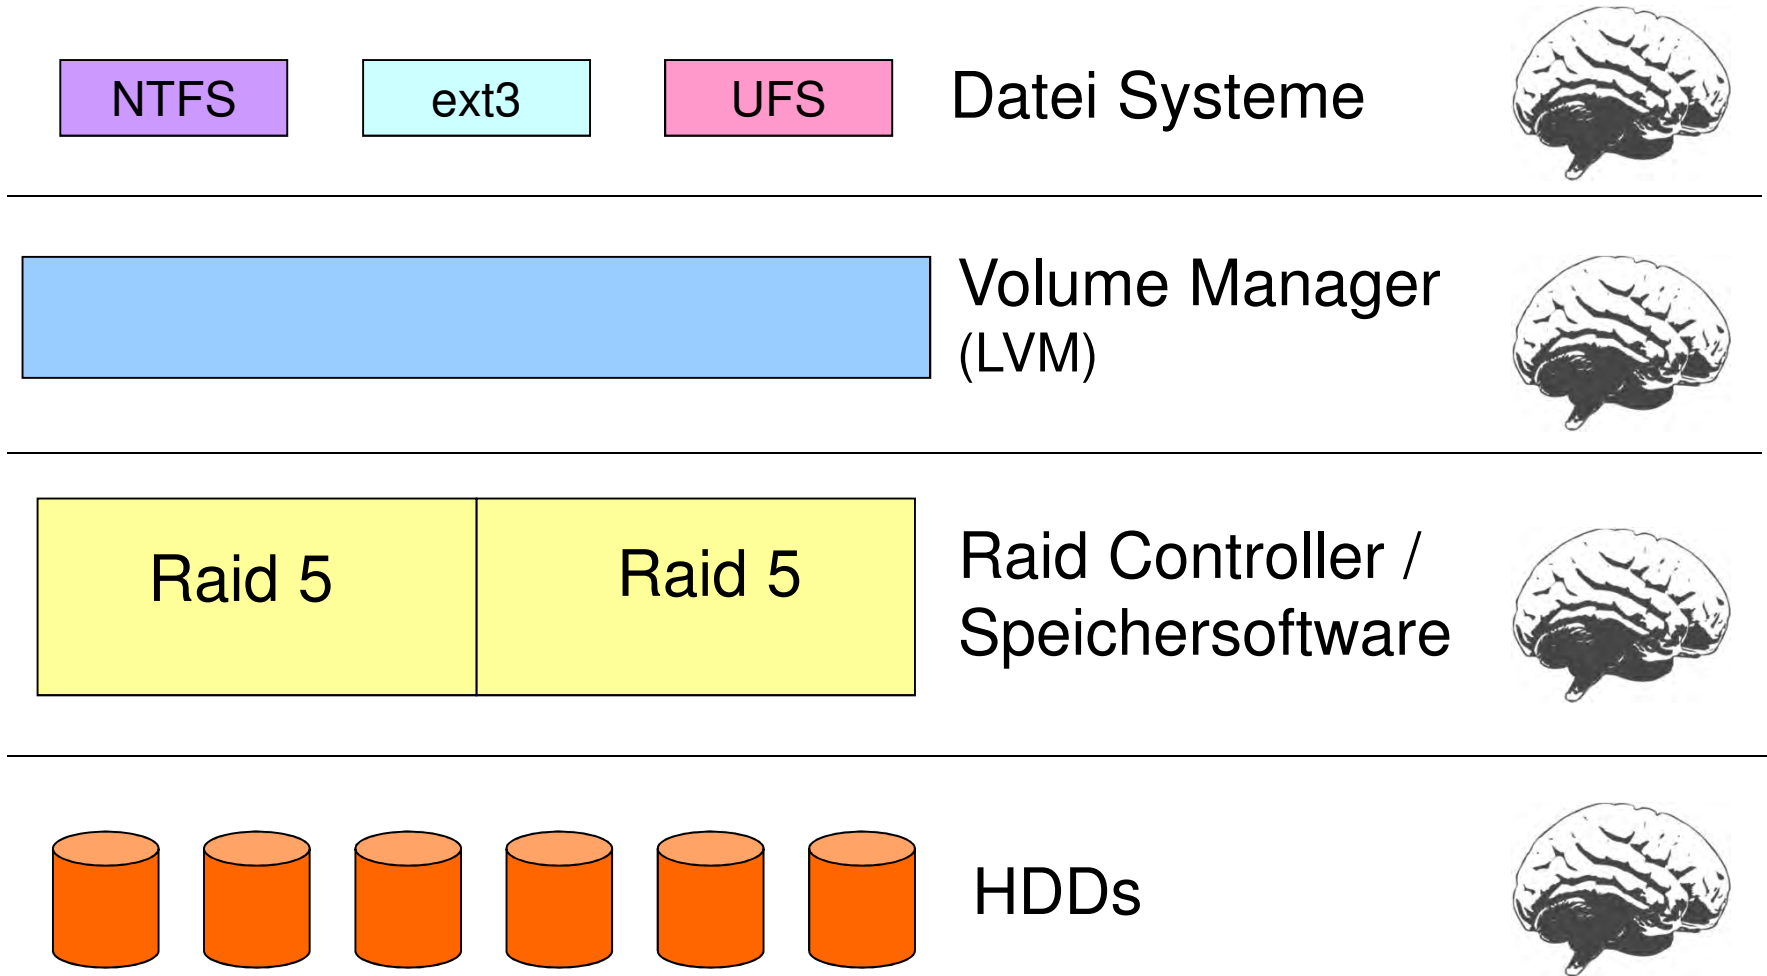 NTFS
ext3
UFS
Datei Systeme
Volume Manager
(LVM)
Raid 5
Raid 5
Raid Controller /
Speichersoftware
HDDs